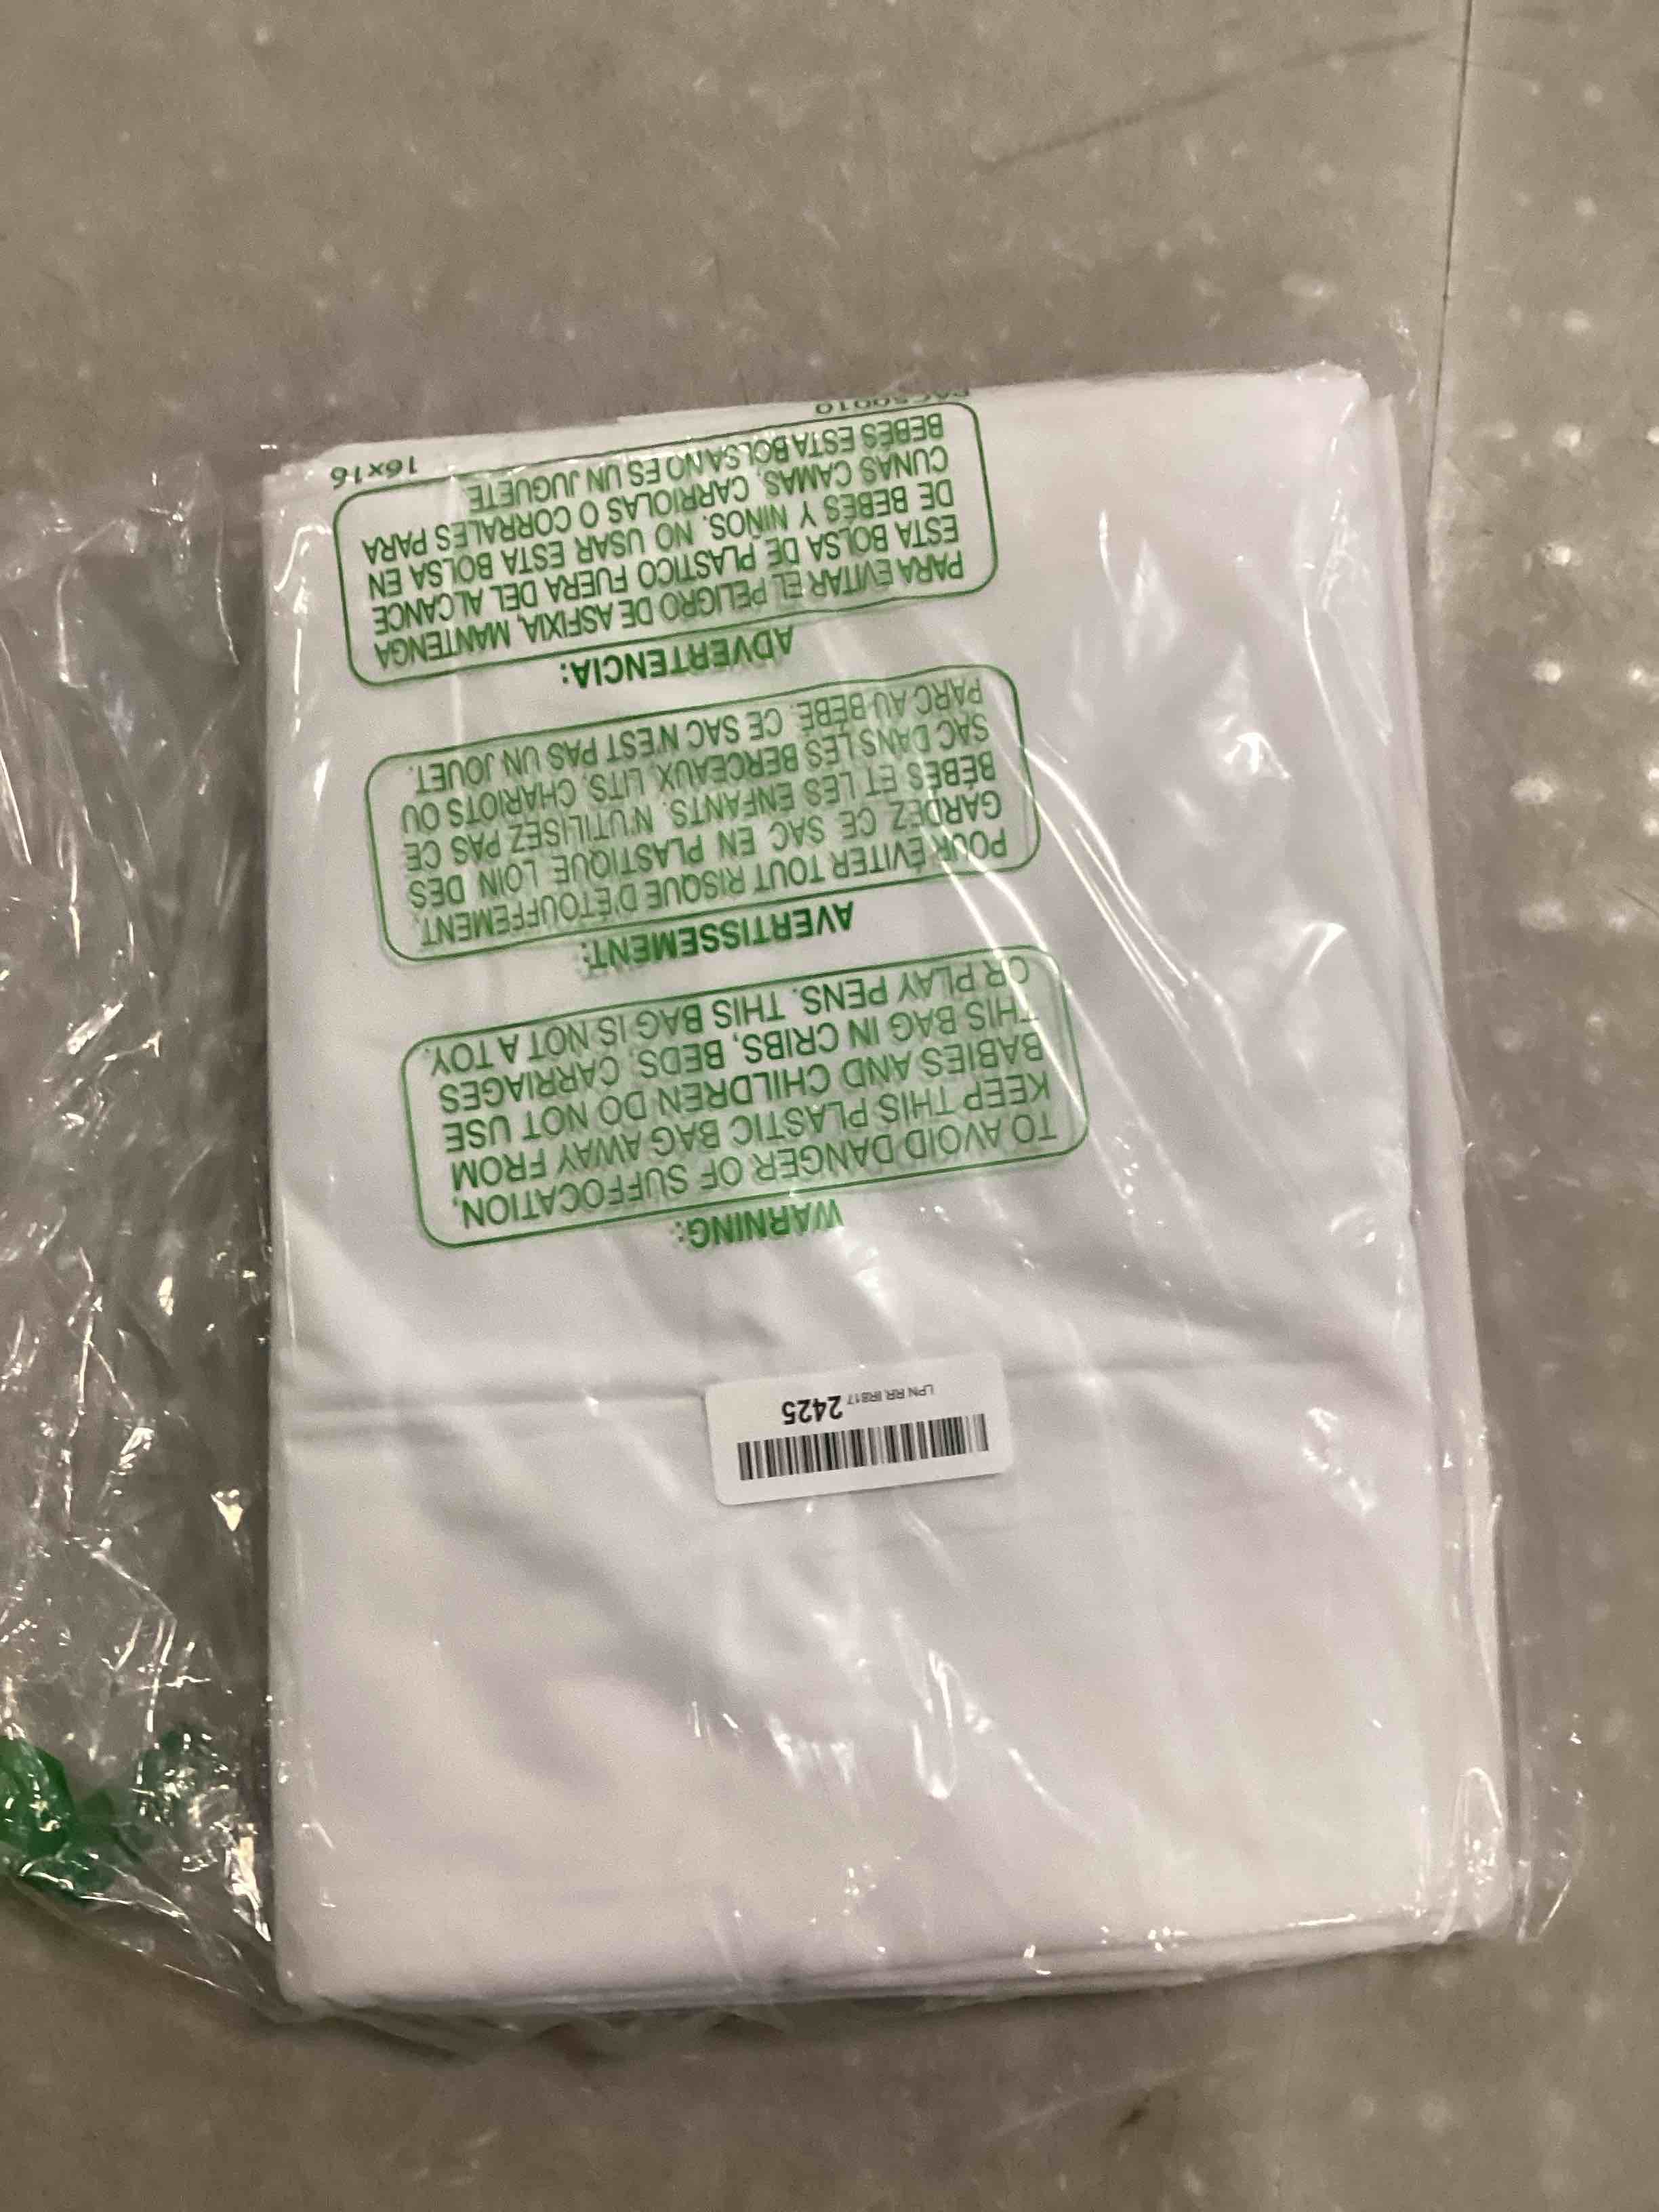 LPN RR IR817 2425
WARNING:
TO AVOID DANGER OF SUFFOCATION,
KEEP THIS PLASTIC BAG AWAY FROM
BABIES AND CHILDREN DO NOT USE
THIS BAG IN CRIBS, BEDS, CARRIAGES
OR PLAY PENS. THIS BAG IS NOT A TOY.
AVERTISSEMENT:
POUR ÉVITER TOUT RISQUE D'ÉTOUFFEMENT.
GARDEZ CE SAC EN PLASTIQUE LOIN DES
BÉBÉS ET LES ENFANTS. N'UTILISEZ PAS CE
SAC DANS LES BERCEAUX, LITS, CHARIOTS OU
PARC AU BÉBÉ. CE SAC N'EST PAS UN JOUET.
ADVERTENCIA:
PARA EVITAR EL PELIGRO DE ASFIXIA, MANTENGA
ESTA BOLSA DE PLASTICO FUERA DEL ALCANCE
DE BEBÉS Y NINOS. NO USAR ESTA BOLSA EN
CUNAS CAMAS, CARRIOLAS O CORRALES PARA
BEBÉS ESTA BOLSA NO ES UN JUGUETE
16x16